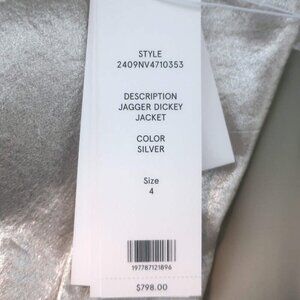 STYLE
2409NV4710353
DESCRIPTION
JAGGER DICKEY
JACKET
COLOR
SILVER
Size
4
197787121896
$798.00